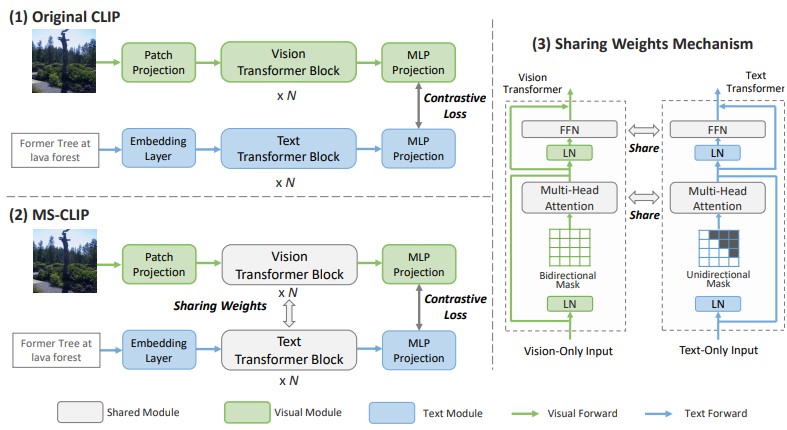 (1) Original CLIP
Patch
Projection
Vision
Transformer Block
x N
MLP
Projection
Contrastive
Loss
Former Tree at
lava forest
Embedding
Layer
Text
Transformer Block
x N
MLP
Projection
(2) MS-CLIP
Patch
Projection
Vision
Transformer Block
x N
MLP
Projection
Sharing Weights
Contrastive
Loss
Former Tree at
lava forest
Embedding
Layer
Text
Transformer Block
x N
MLP
Projection
(3) Sharing Weights Mechanism
Vision
Transformer
FFN
LN
Multi-Head
Attention
Bidirectional
Mask
LN
Vision-Only Input
Share
Share
Text
Transformer
FFN
LN
Multi-Head
Attention
Unidirectional
Mask
LN
Text-Only Input
Shared Module
Visual Module
Text Module
Visual Forward
Text Forward